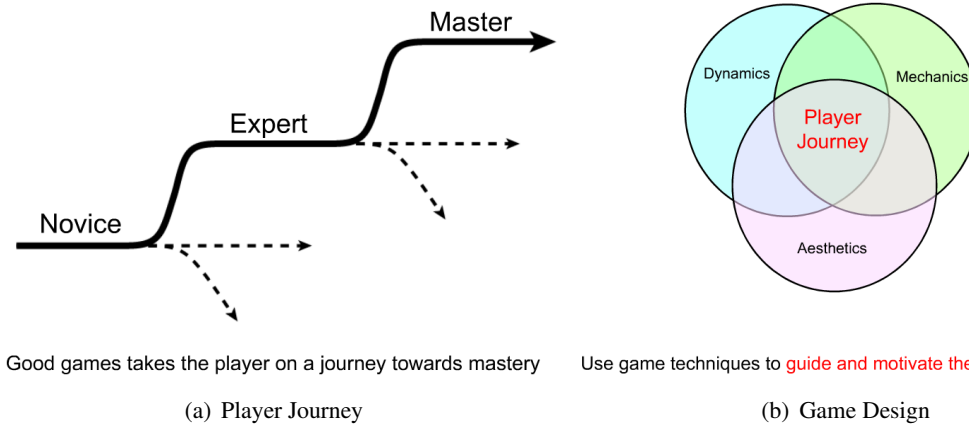 Master
Expert
Novice
Good games takes the player on a journey towards mastery
(a) Player Journey
Dynamics
Mechanics
Player
Journey
Aesthetics
Use game techniques to guide and motivate the
(b) Game Design